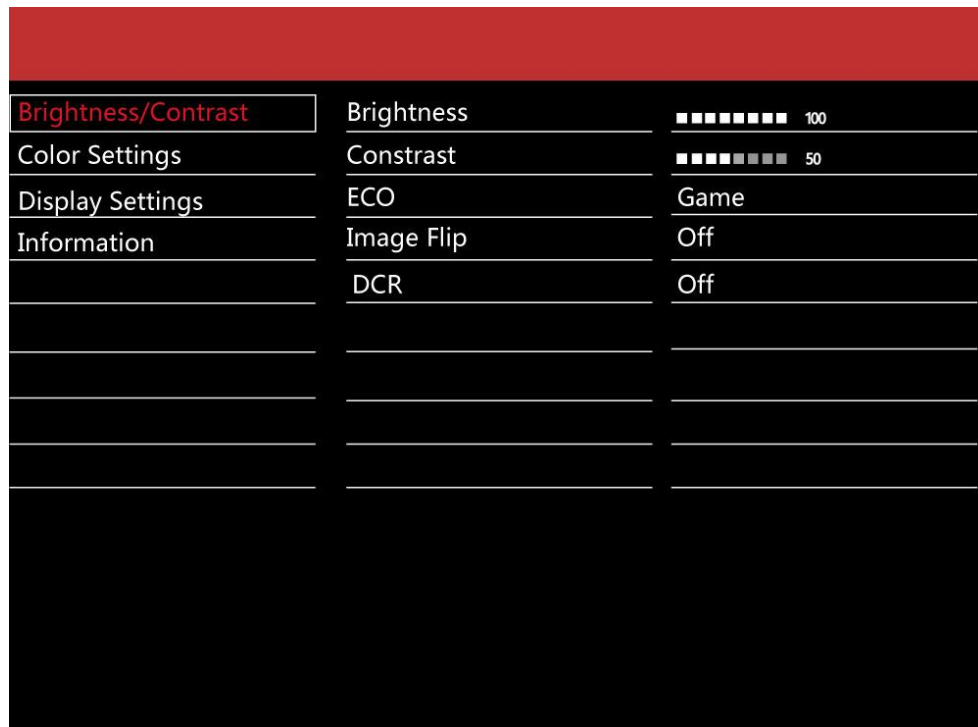 Brightness/Contrast Brightness 100
Color Settings Constrast 50
Display Settings ECO Game
Information Image Flip Off
DCR Off